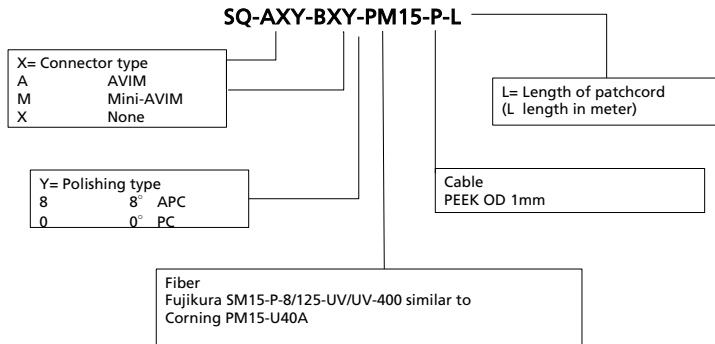 SQ-AXY-BXY-PM15-P-L
X= Connector type
A AVIM
M Mini-AVIM
X None
L= Length of patchcord
(L length in meter)
Y= Polishing type
8 8° APC
0 0° PC
Cable
PEEK OD 1mm
Fiber
Fujikura SM15-P-8/125-UV/UV-400 similar to
Corning PM15-U40A